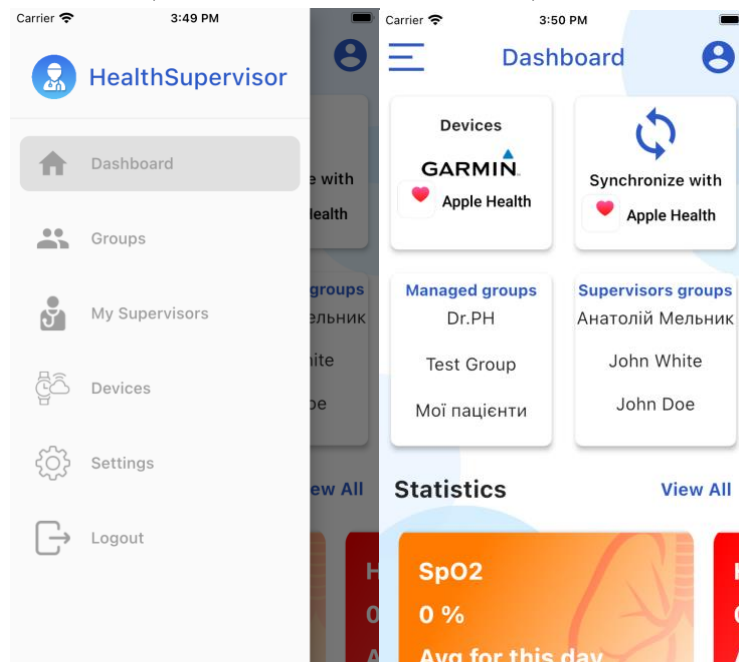 Carrier 3:49 PM
HealthSupervisor
Dashboard
e with
Groups
lealth
groups
My Supervisors
ельник
hite
Devices
oe
Settings
ew All
Logout
H
0
A
Carrier 3:50 PM
Dashboard
Devices
GARMIN
Apple Health
Synchronize with
Apple Health
Managed groups
Dr.PH
Test Group
Мої пацієнти
Supervisors groups
Анатолій Мельник
John White
John Doe
Statistics
View All
SpO2
0 %
Avg for this day